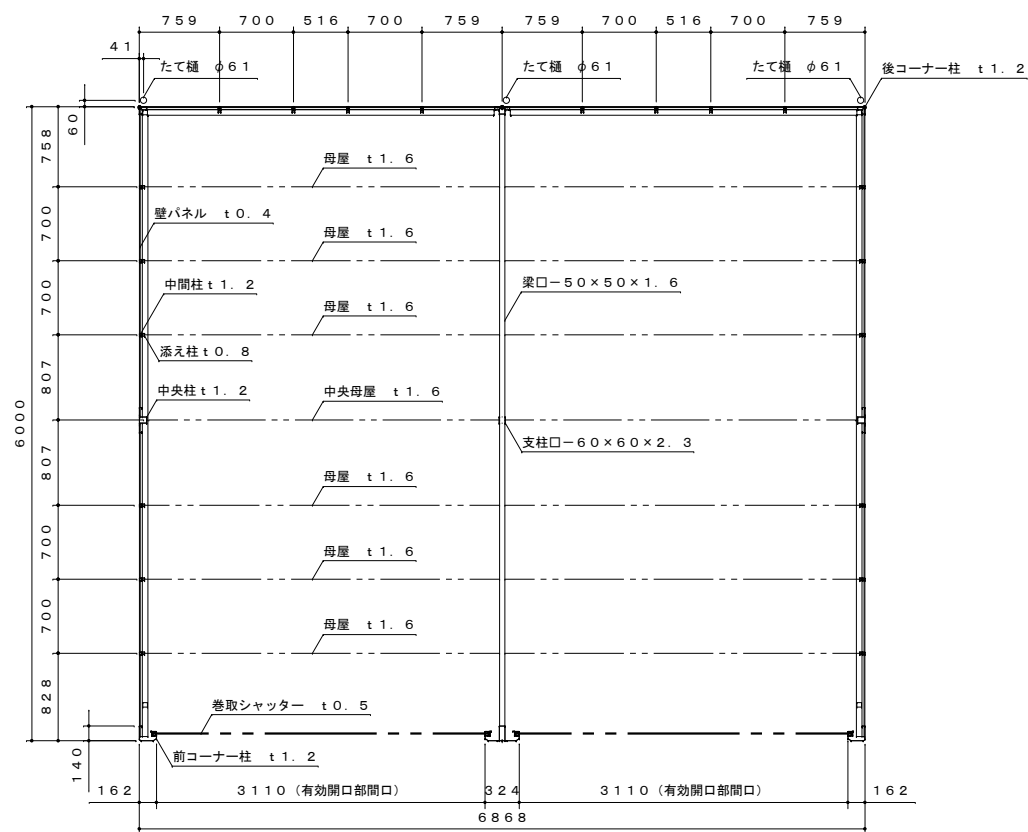 759 700 516 700 759 759 700 516 700 759
41
たて樋 φ61 たて樋 φ61 たて樋 φ61 後コーナー柱 t1.2
60
758
母屋 t1.6
700
壁パネル t0.4
母屋 t1.6
700
中間柱t1.2 梁口-50×50×1.6
母屋 t1.6
添え柱t0.8
807
中央柱t1.2 中央母屋 t1.6
6000
支柱口-60×60×2.3
807
母屋 t1.6
700
母屋 t1.6
700
母屋 t1.6
828
巻取シャッター t0.5
140
前コーナー柱 t1.2
162 3110(有効開口部間口) 324 3110(有効開口部間口) 162
6868